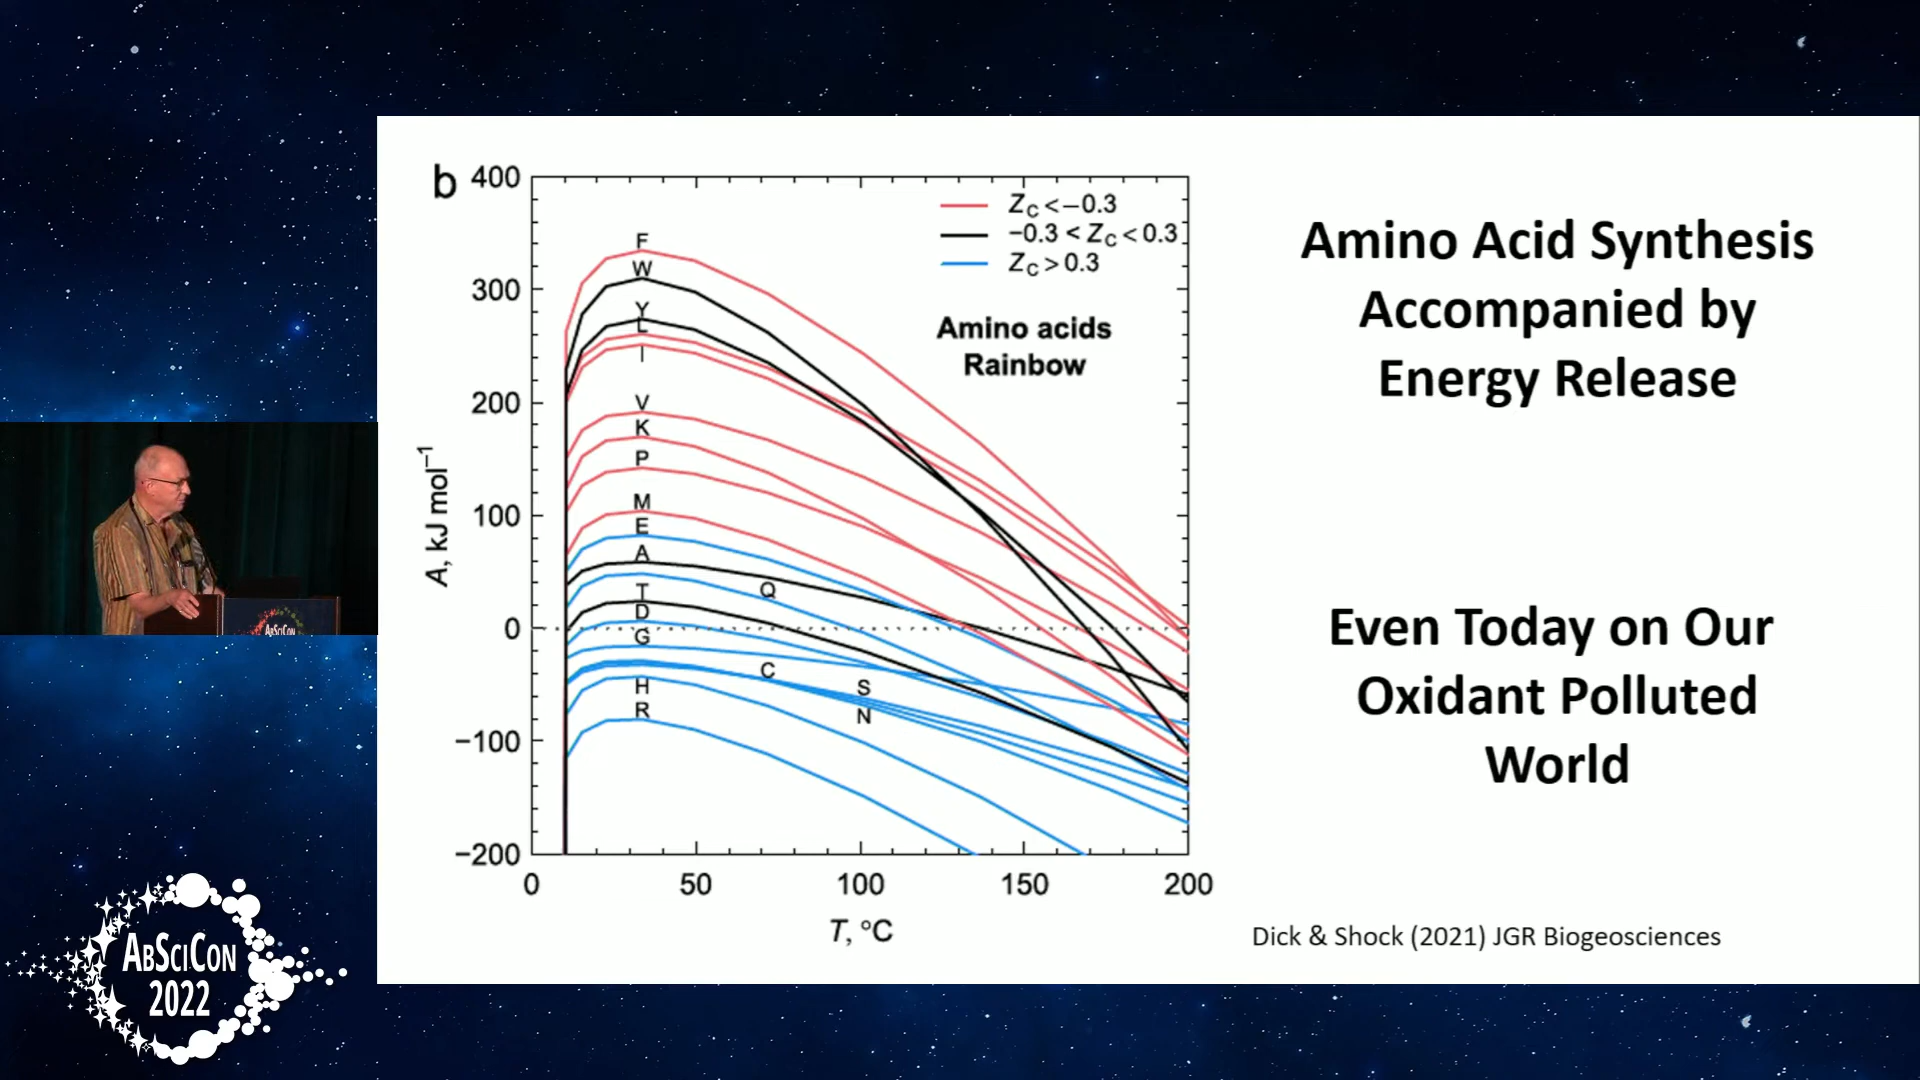 b
400
300
200
100
0
−100
−200
A, kJ mol⁻¹
0
50
100
150
200
T, °C
Z_C < −0.3
−0.3 < Z_C < 0.3
Z_C > 0.3
Amino acids
Rainbow
F
W
Y
L
I
V
K
P
M
E
A
Q
T
D
G
C
S
N
H
R
Amino Acid Synthesis
Accompanied by
Energy Release
Even Today on Our
Oxidant Polluted
World
Dick & Shock (2021) JGR Biogeosciences
AbSciCon
AbSciCon
2022